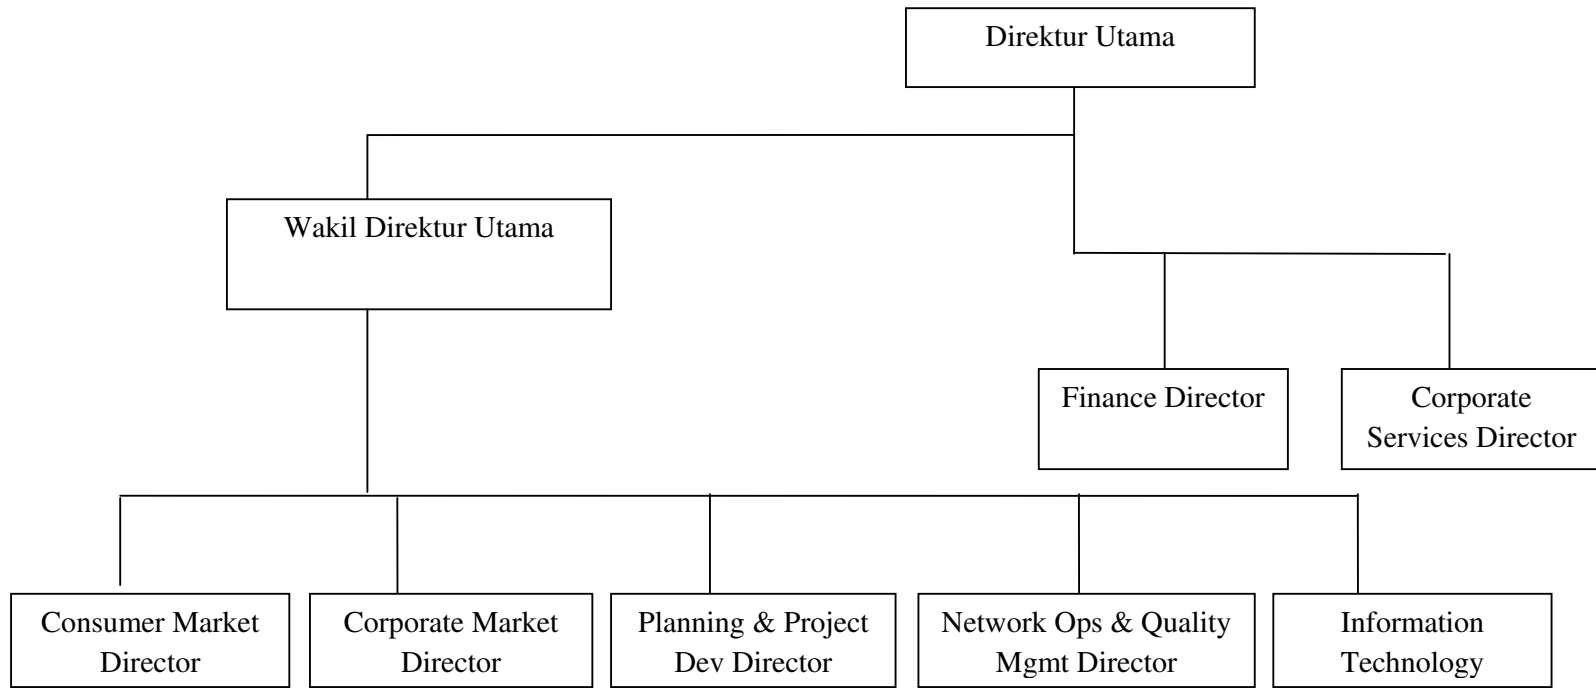 Direktur Utama
Wakil Direktur Utama
Finance Director
Corporate
Services Director
Consumer Market
Director
Corporate Market
Director
Planning & Project
Dev Director
Network Ops & Quality
Mgmt Director
Information
Technology